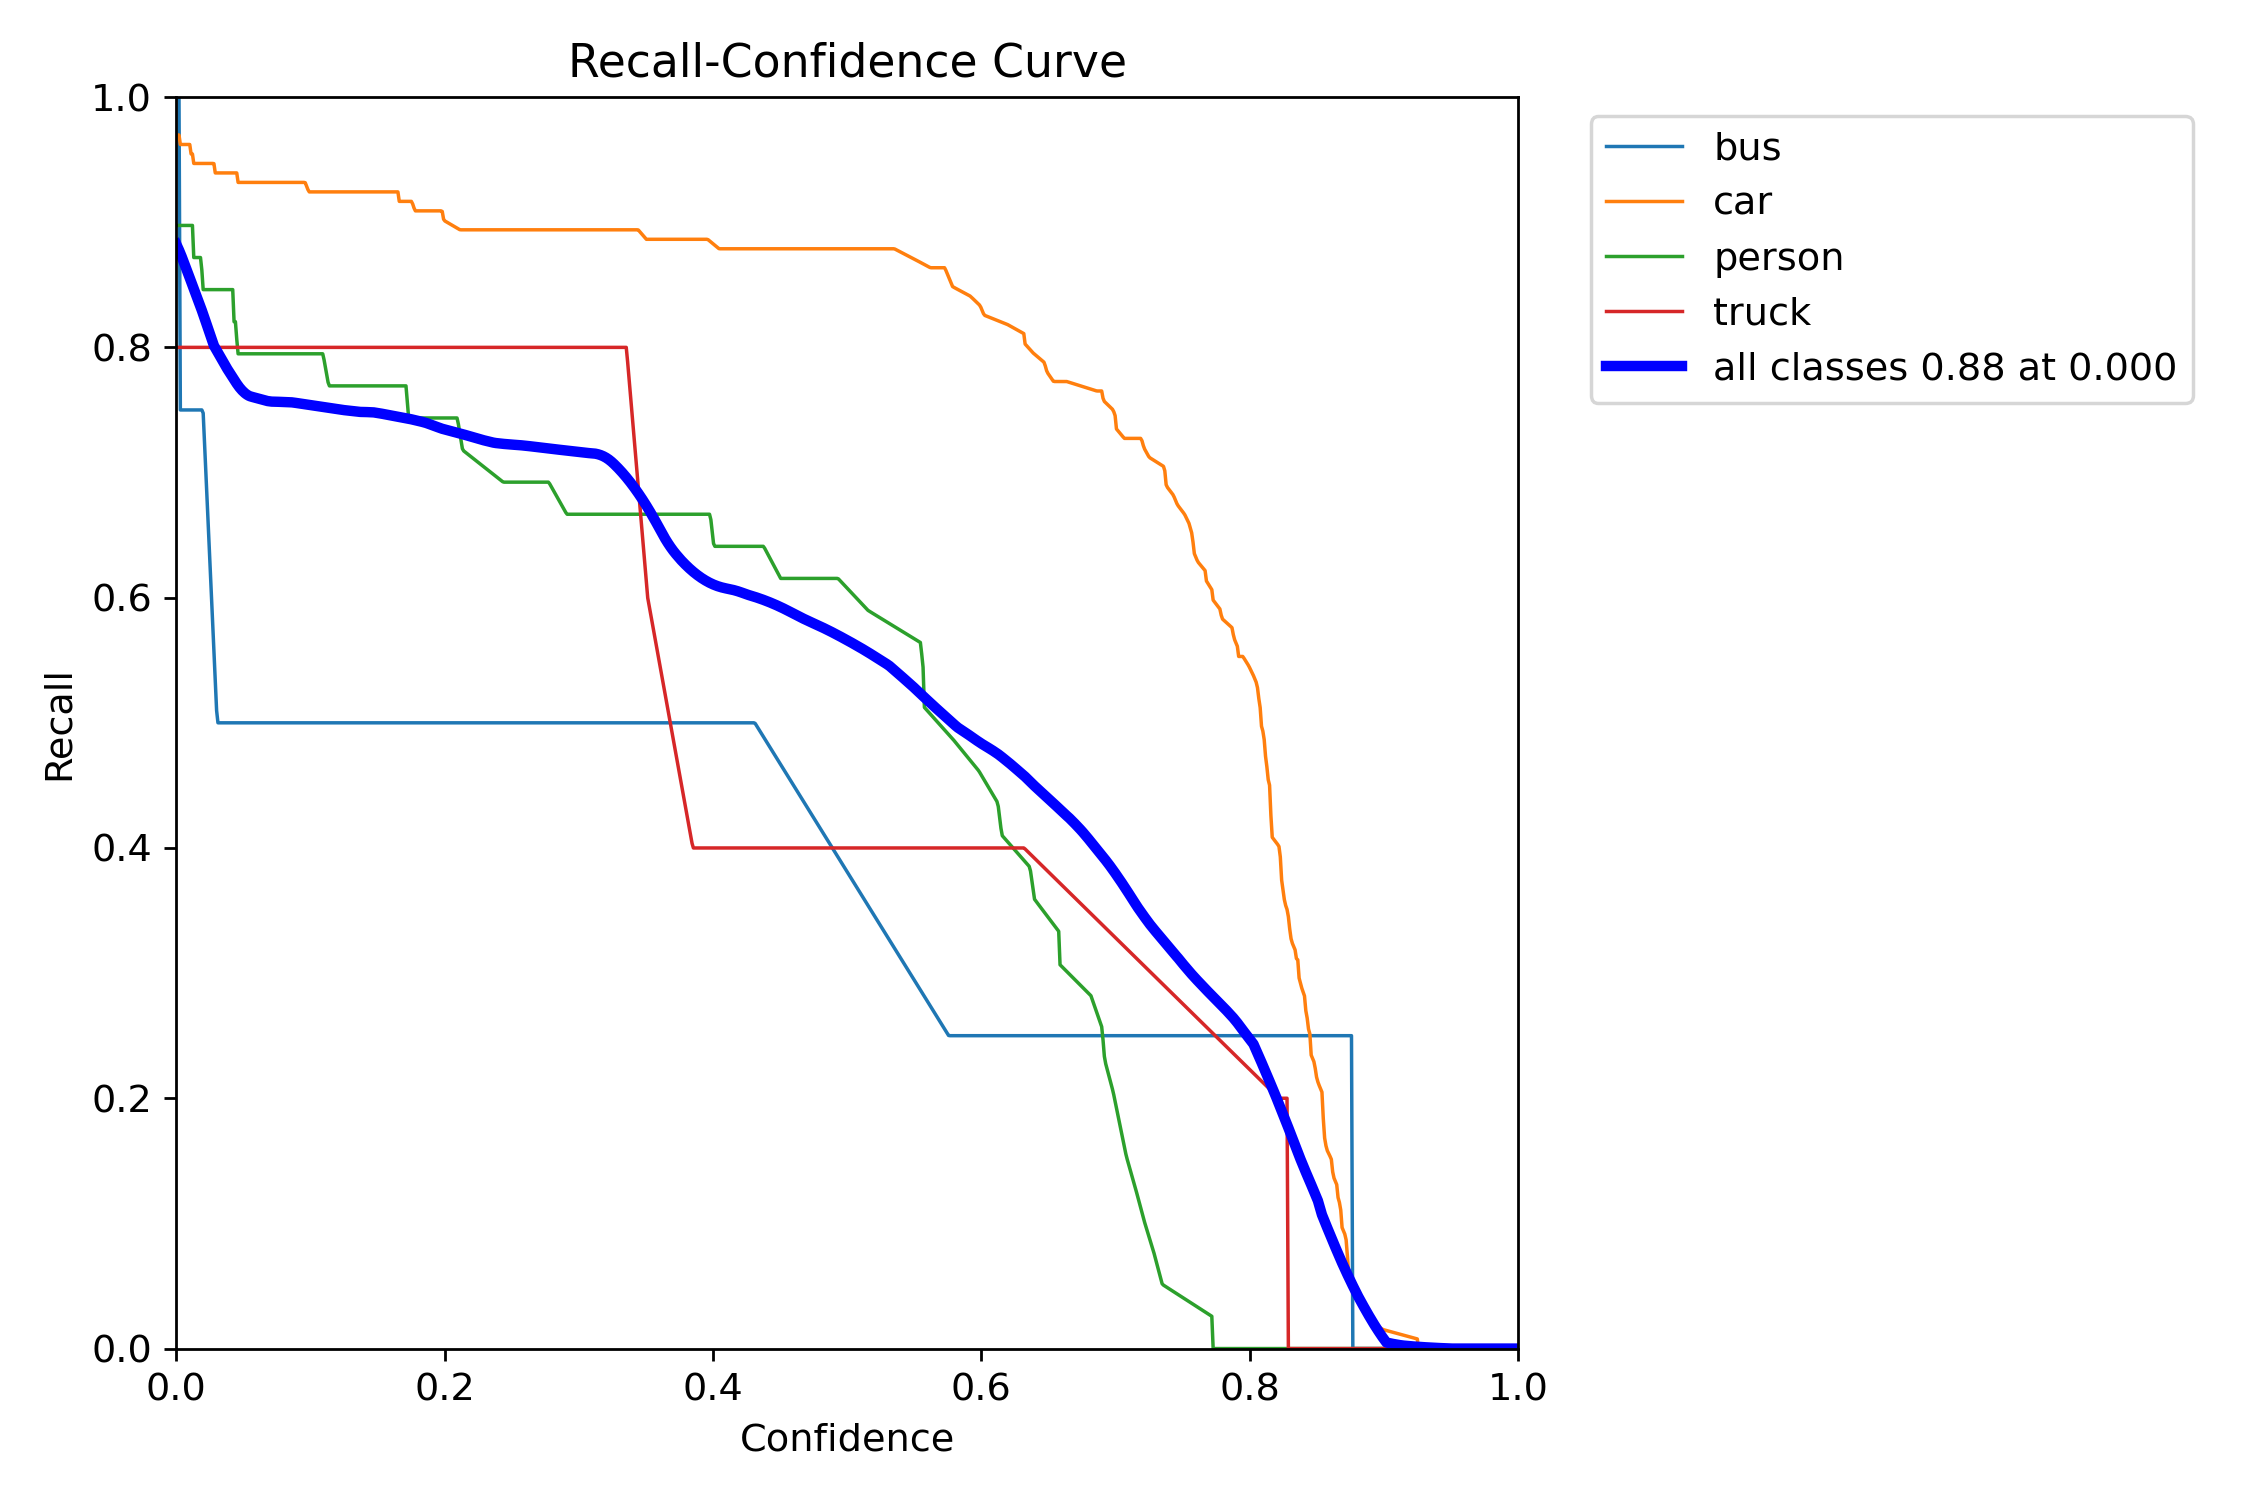 Recall-Confidence Curve
1.0
0.8
0.6
0.4
0.2
0.0
Recall
0.0 0.2 0.4 0.6 0.8 1.0
Confidence
bus
car
person
truck
all classes 0.88 at 0.000